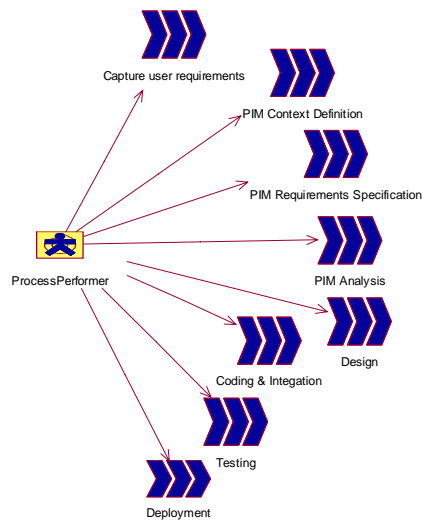 Capture user requirements
PIM Context Definition
PIM Requirements Specification
ProcessPerformer
PIM Analysis
Design
Coding & Integation
Testing
Deployment